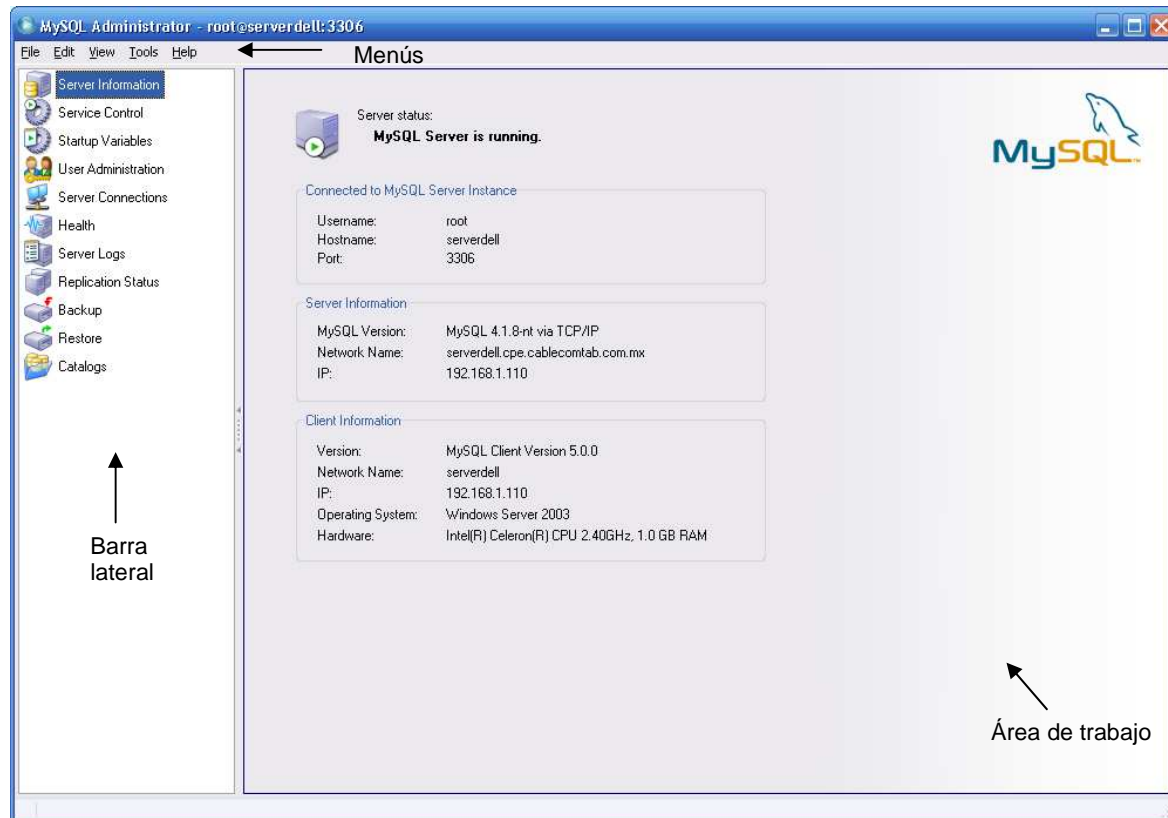 MySQL Administrator - root@serverdell:3306
File Edit View Tools Help
Menús
Server Information
Service Control
Startup Variables
User Administration
Server Connections
Health
Server Logs
Replication Status
Backup
Restore
Catalogs
Barra
lateral
Server status:
MySQL Server is running.
MySQL
Connected to MySQL Server Instance
Username: root
Hostname: serverdell
Port: 3306
Server Information
MySQL Version: MySQL 4.1.8-nt via TCP/IP
Network Name: serverdell.cpe.cablecomtab.com.mx
IP: 192.168.1.110
Client Information
Version: MySQL Client Version 5.0.0
Network Name: serverdell
IP: 192.168.1.110
Operating System: Windows Server 2003
Hardware: Intel(R) Celeron(R) CPU 2.40GHz, 1.0 GB RAM
Área de trabajo